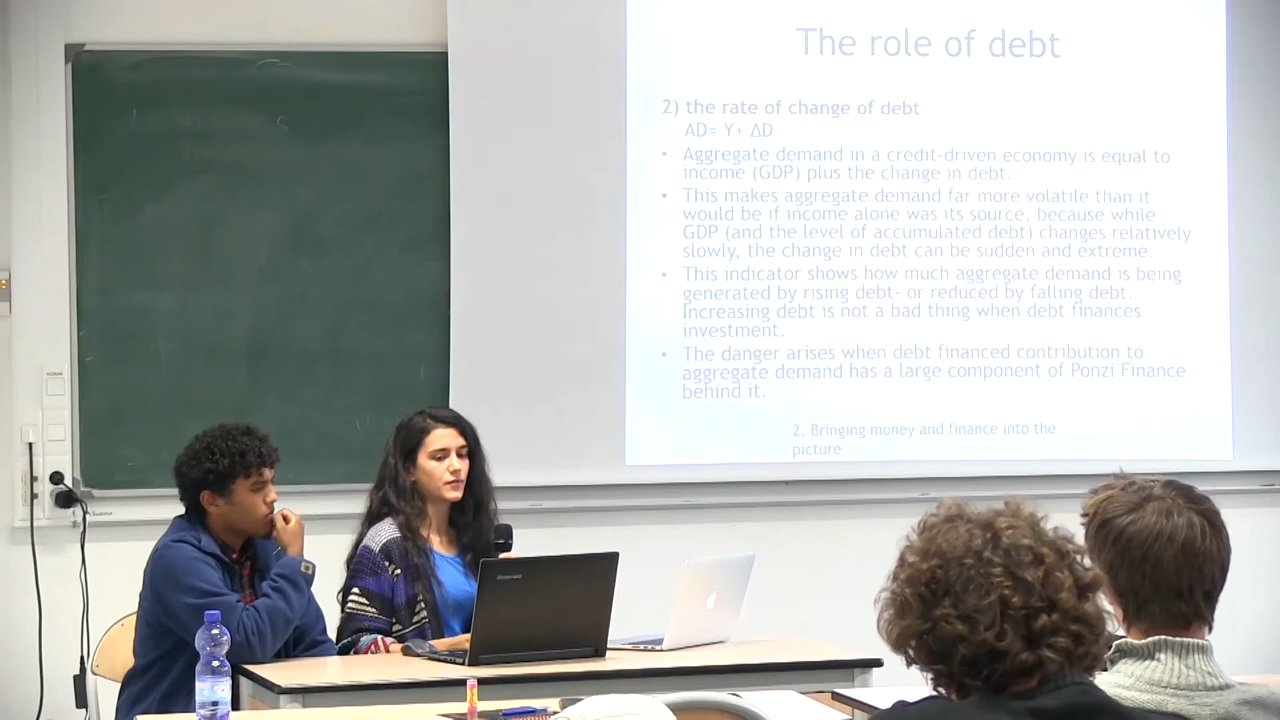 The role of debt
2) the rate of change of debt
AD= Y+ ΔD
• Aggregate demand in a credit-driven economy is equal to
income (GDP) plus the change in debt.
• This makes aggregate demand far more volatile than it
would be if income alone was its source, because while
GDP (and the level of accumulated debt) changes relatively
slowly, the change in debt can be sudden and extreme.
• This indicator shows how much aggregate demand is being
generated by rising debt- or reduced by falling debt.
Increasing debt is not a bad thing when debt finances
investment.
• The danger arises when debt financed contribution to
aggregate demand has a large component of Ponzi Finance
behind it.
2. Bringing money and finance into the
picture
lenovo